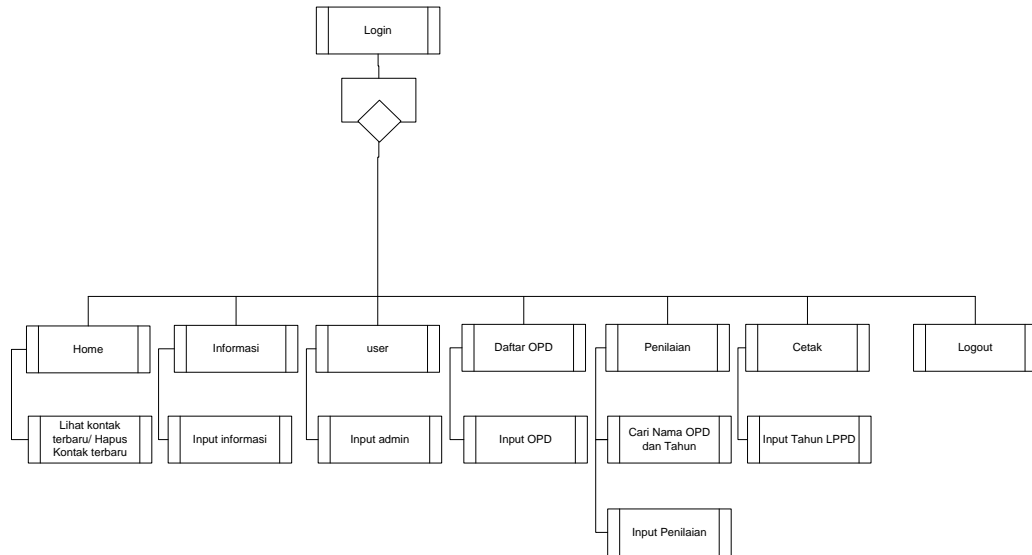 Login
Home
Informasi
user
Daftar OPD
Penilaian
Cetak
Logout
Lihat kontak
terbaru/ Hapus
Kontak terbaru
Input informasi
Input admin
Input OPD
Cari Nama OPD
dan Tahun
Input Tahun LPPD
Input Penilaian